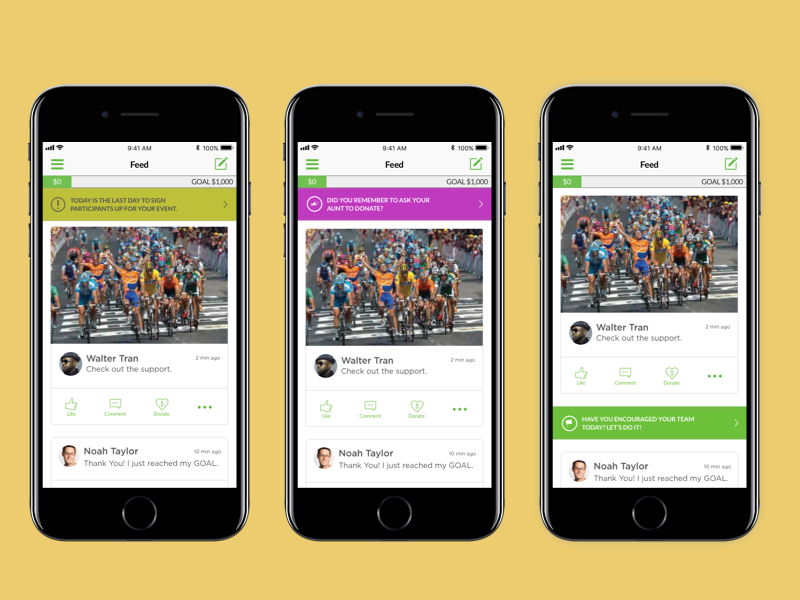 9:41 AM
100%
Feed
$0
GOAL $1,000
TODAY IS THE LAST DAY TO SIGN
PARTICIPANTS UP FOR YOUR EVENT.
Walter Tran
2 min ago
Check out the support.
Like
Comment
Donate
Noah Taylor
10 min ago
Thank You! I just reached my GOAL.
9:41 AM
100%
Feed
$0
GOAL $1,000
DID YOU REMEMBER TO ASK YOUR
AUNT TO DONATE?
Walter Tran
2 min ago
Check out the support.
Like
Comment
Donate
Noah Taylor
10 min ago
Thank You! I just reached my GOAL.
9:41 AM
100%
Feed
$0
GOAL $1,000
Walter Tran
2 min ago
Check out the support.
Like
Comment
Donate
HAVE YOU ENCOURAGED YOUR TEAM
TODAY? LET'S DO IT!
Noah Taylor
10 min ago
Thank You! I just reached my GOAL.